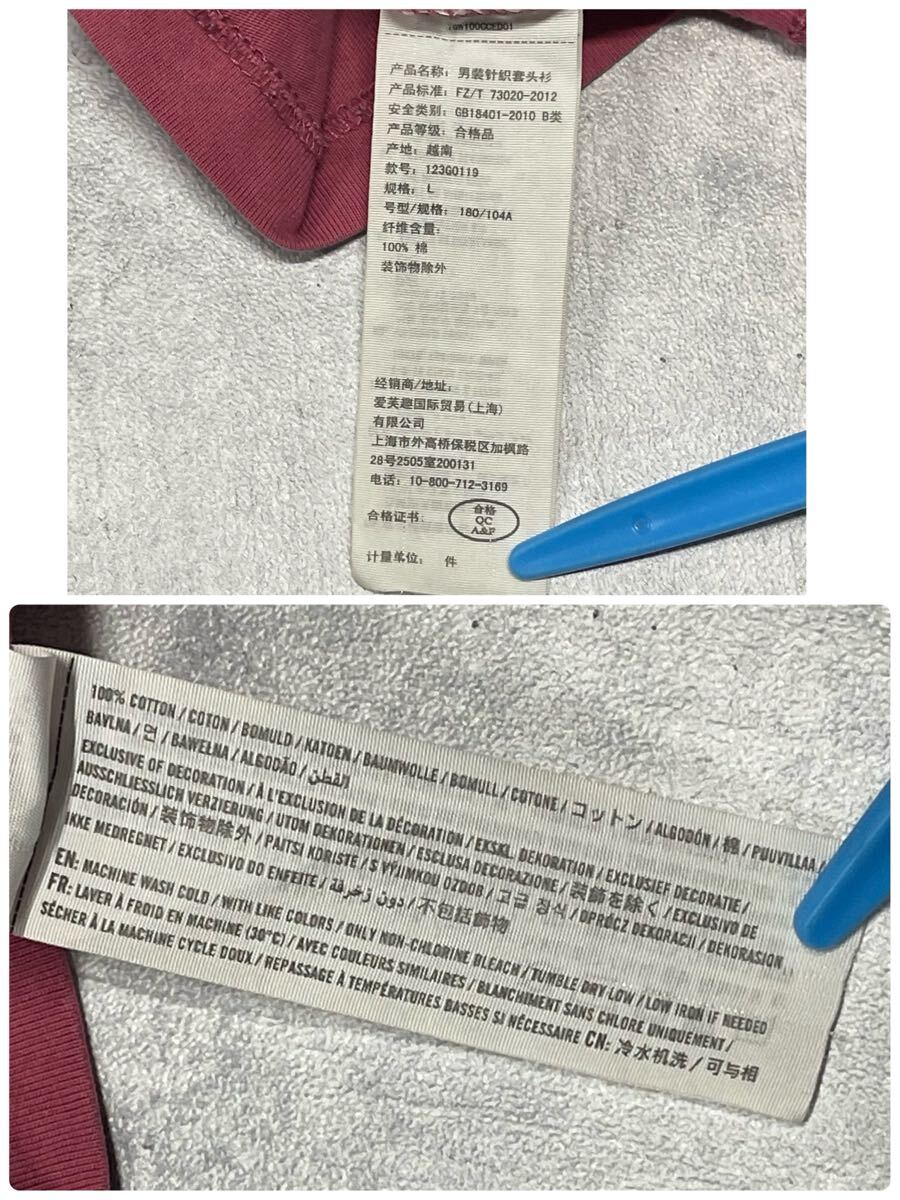 产品名称: 男装针织套头衫
产品标准: FZ/T 73020-2012
安全类别: GB18401-2010 B类
产品等级: 合格品
产地: 越南
款号: 123G0119
规格: L
号型/规格: 180/104A
纤维含量:
100% 棉
装饰物除外
经销商/地址:
爱芙趣国际贸易(上海)
有限公司
上海市外高桥保税区加枫路
28号2505室200131
电话: 10-800-712-3169
合格证书:
合格
QC
A&F
计量单位: 件
100% COTTON / COTON / BOMULD / KATOEN / BAUMWOLLE / BOMULL / COTONE / コットン / ALGODÓN / 棉 / PUUVILLAA /
BAVLNA / 면 / BAWEŁNA / ALGODÃO / القطن
EXCLUSIVE OF DECORATION / À L'EXCLUSION DE LA DÉCORATION / EKSKL. DEKORATION / EXCLUSIEF DECORATIE /
AUSSCHLIESSLICH VERZIERUNG / UTOM DEKORATIONEN / ESCLUSA DECORAZIONE / 装飾を除く / EXCLUSIVO DE
DECORACIÓN / 装饰物除外 / PAITSI KORISTE / S VÝJIMKOU OZDOB / 고급 장식 / OPRÓCZ DEKORACJI / DEKORASJON
IKKE MEDREGNET / EXCLUSIVO DO ENFEITE / دون زخرفة / 不包括飾物
EN: MACHINE WASH COLD / WITH LIKE COLORS / ONLY NON-CHLORINE BLEACH / TUMBLE DRY LOW / LOW IRON IF NEEDED
FR: LAVER À FROID EN MACHINE (30°C) / AVEC COULEURS SIMILAIRES / BLANCHIMENT SANS CHLORE UNIQUEMENT /
SÉCHER À LA MACHINE CYCLE DOUX / REPASSAGE À TEMPÉRATURES BASSES SI NÉCESSAIRE CN: 冷水机洗 / 可与相